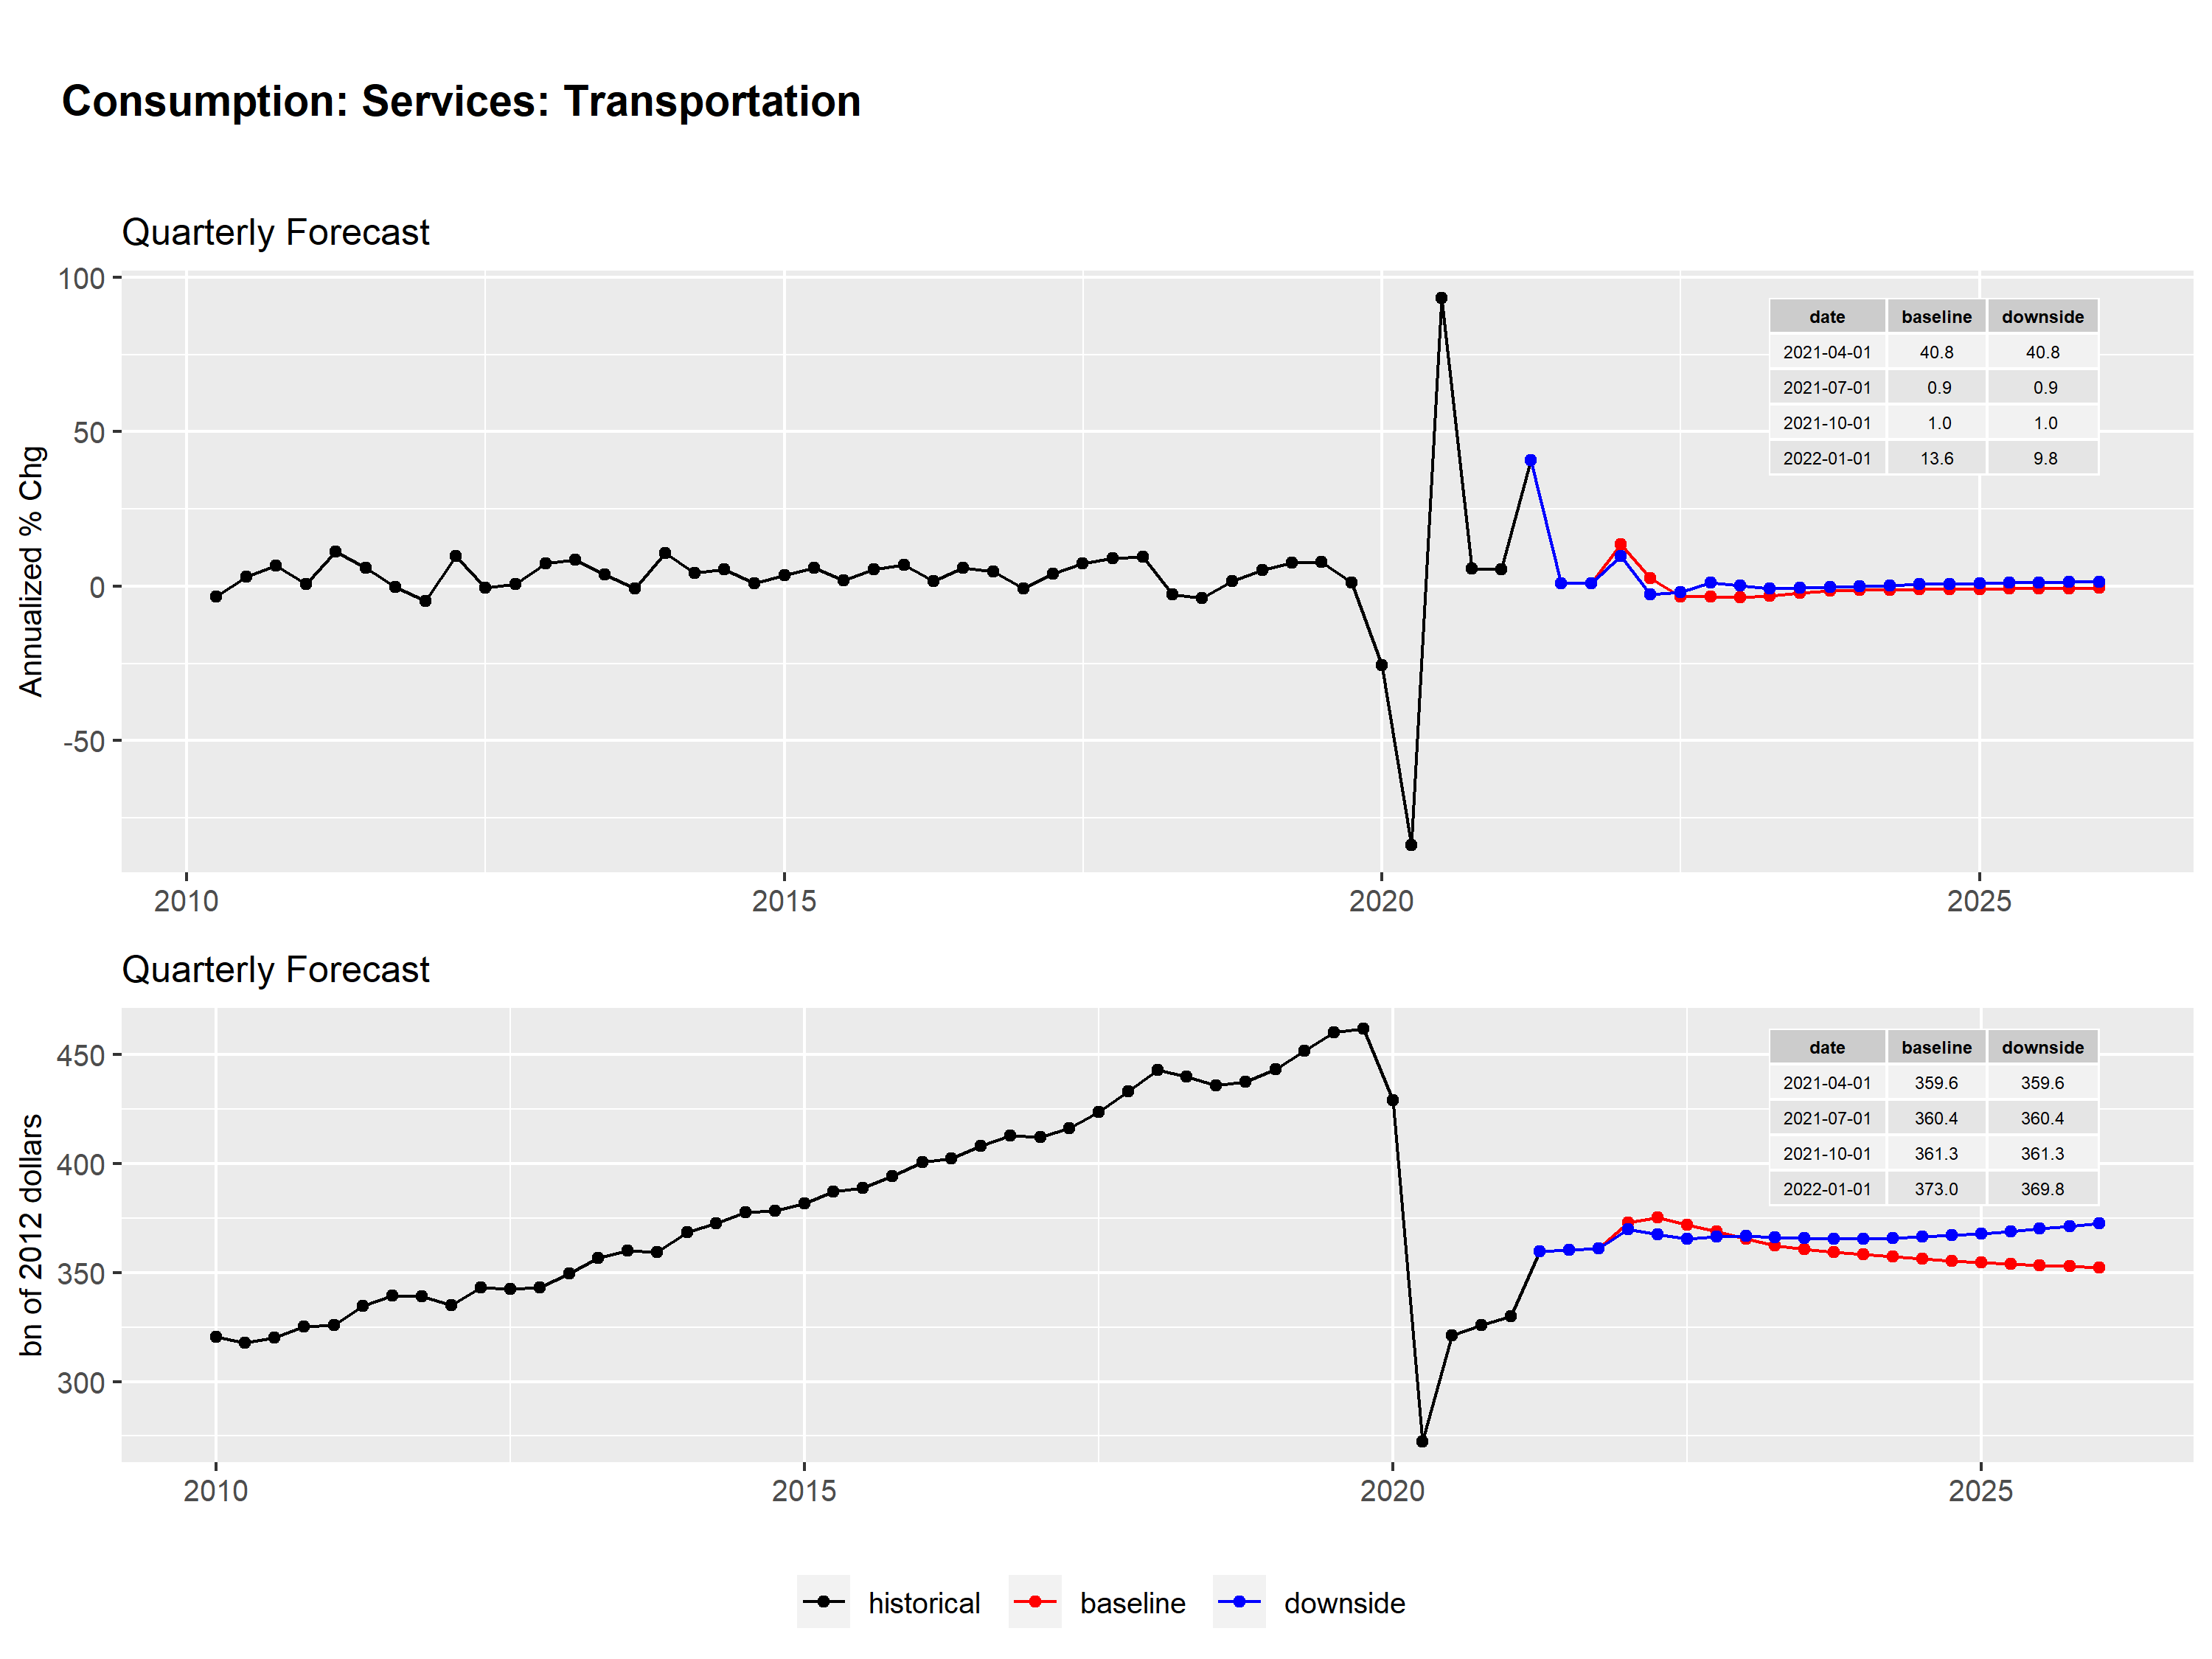 Consumption: Services: Transportation
Quarterly Forecast
Annualized % Chg
100
50
0
-50
date baseline downside
2021-04-01 40.8 40.8
2021-07-01 0.9 0.9
2021-10-01 1.0 1.0
2022-01-01 13.6 9.8
2010 2015 2020 2025
Quarterly Forecast
bn of 2012 dollars
450
400
350
300
date baseline downside
2021-04-01 359.6 359.6
2021-07-01 360.4 360.4
2021-10-01 361.3 361.3
2022-01-01 373.0 369.8
2010 2015 2020 2025
historical baseline downside